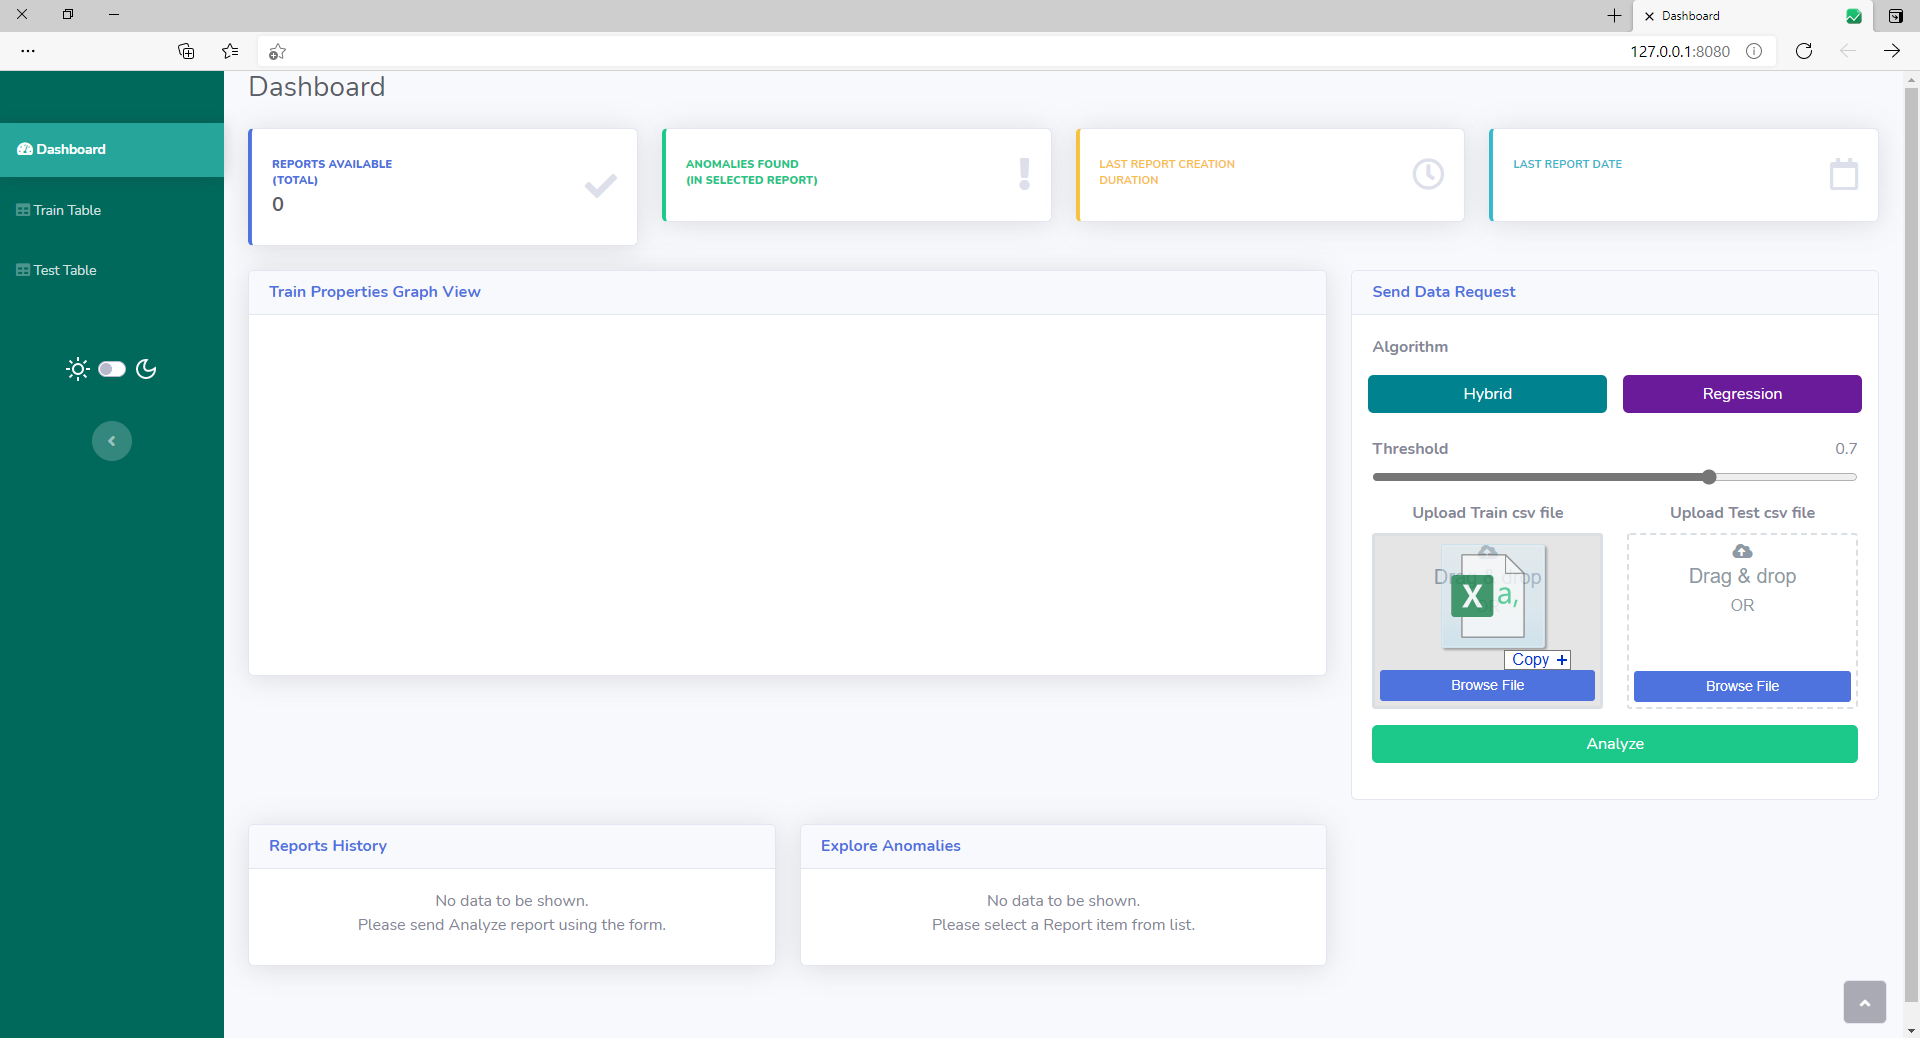 Dashboard
127.0.0.1:8080
Dashboard
Train Table
Test Table
Dashboard
REPORTS AVAILABLE
(TOTAL)
0
ANOMALIES FOUND
(IN SELECTED REPORT)
LAST REPORT CREATION
DURATION
LAST REPORT DATE
Train Properties Graph View
Send Data Request
Algorithm
Hybrid
Regression
Threshold
0.7
Upload Train csv file
Upload Test csv file
Drag & drop
X a,
Copy +
Browse File
Drag & drop
OR
Browse File
Analyze
Reports History
No data to be shown.
Please send Analyze report using the form.
Explore Anomalies
No data to be shown.
Please select a Report item from list.